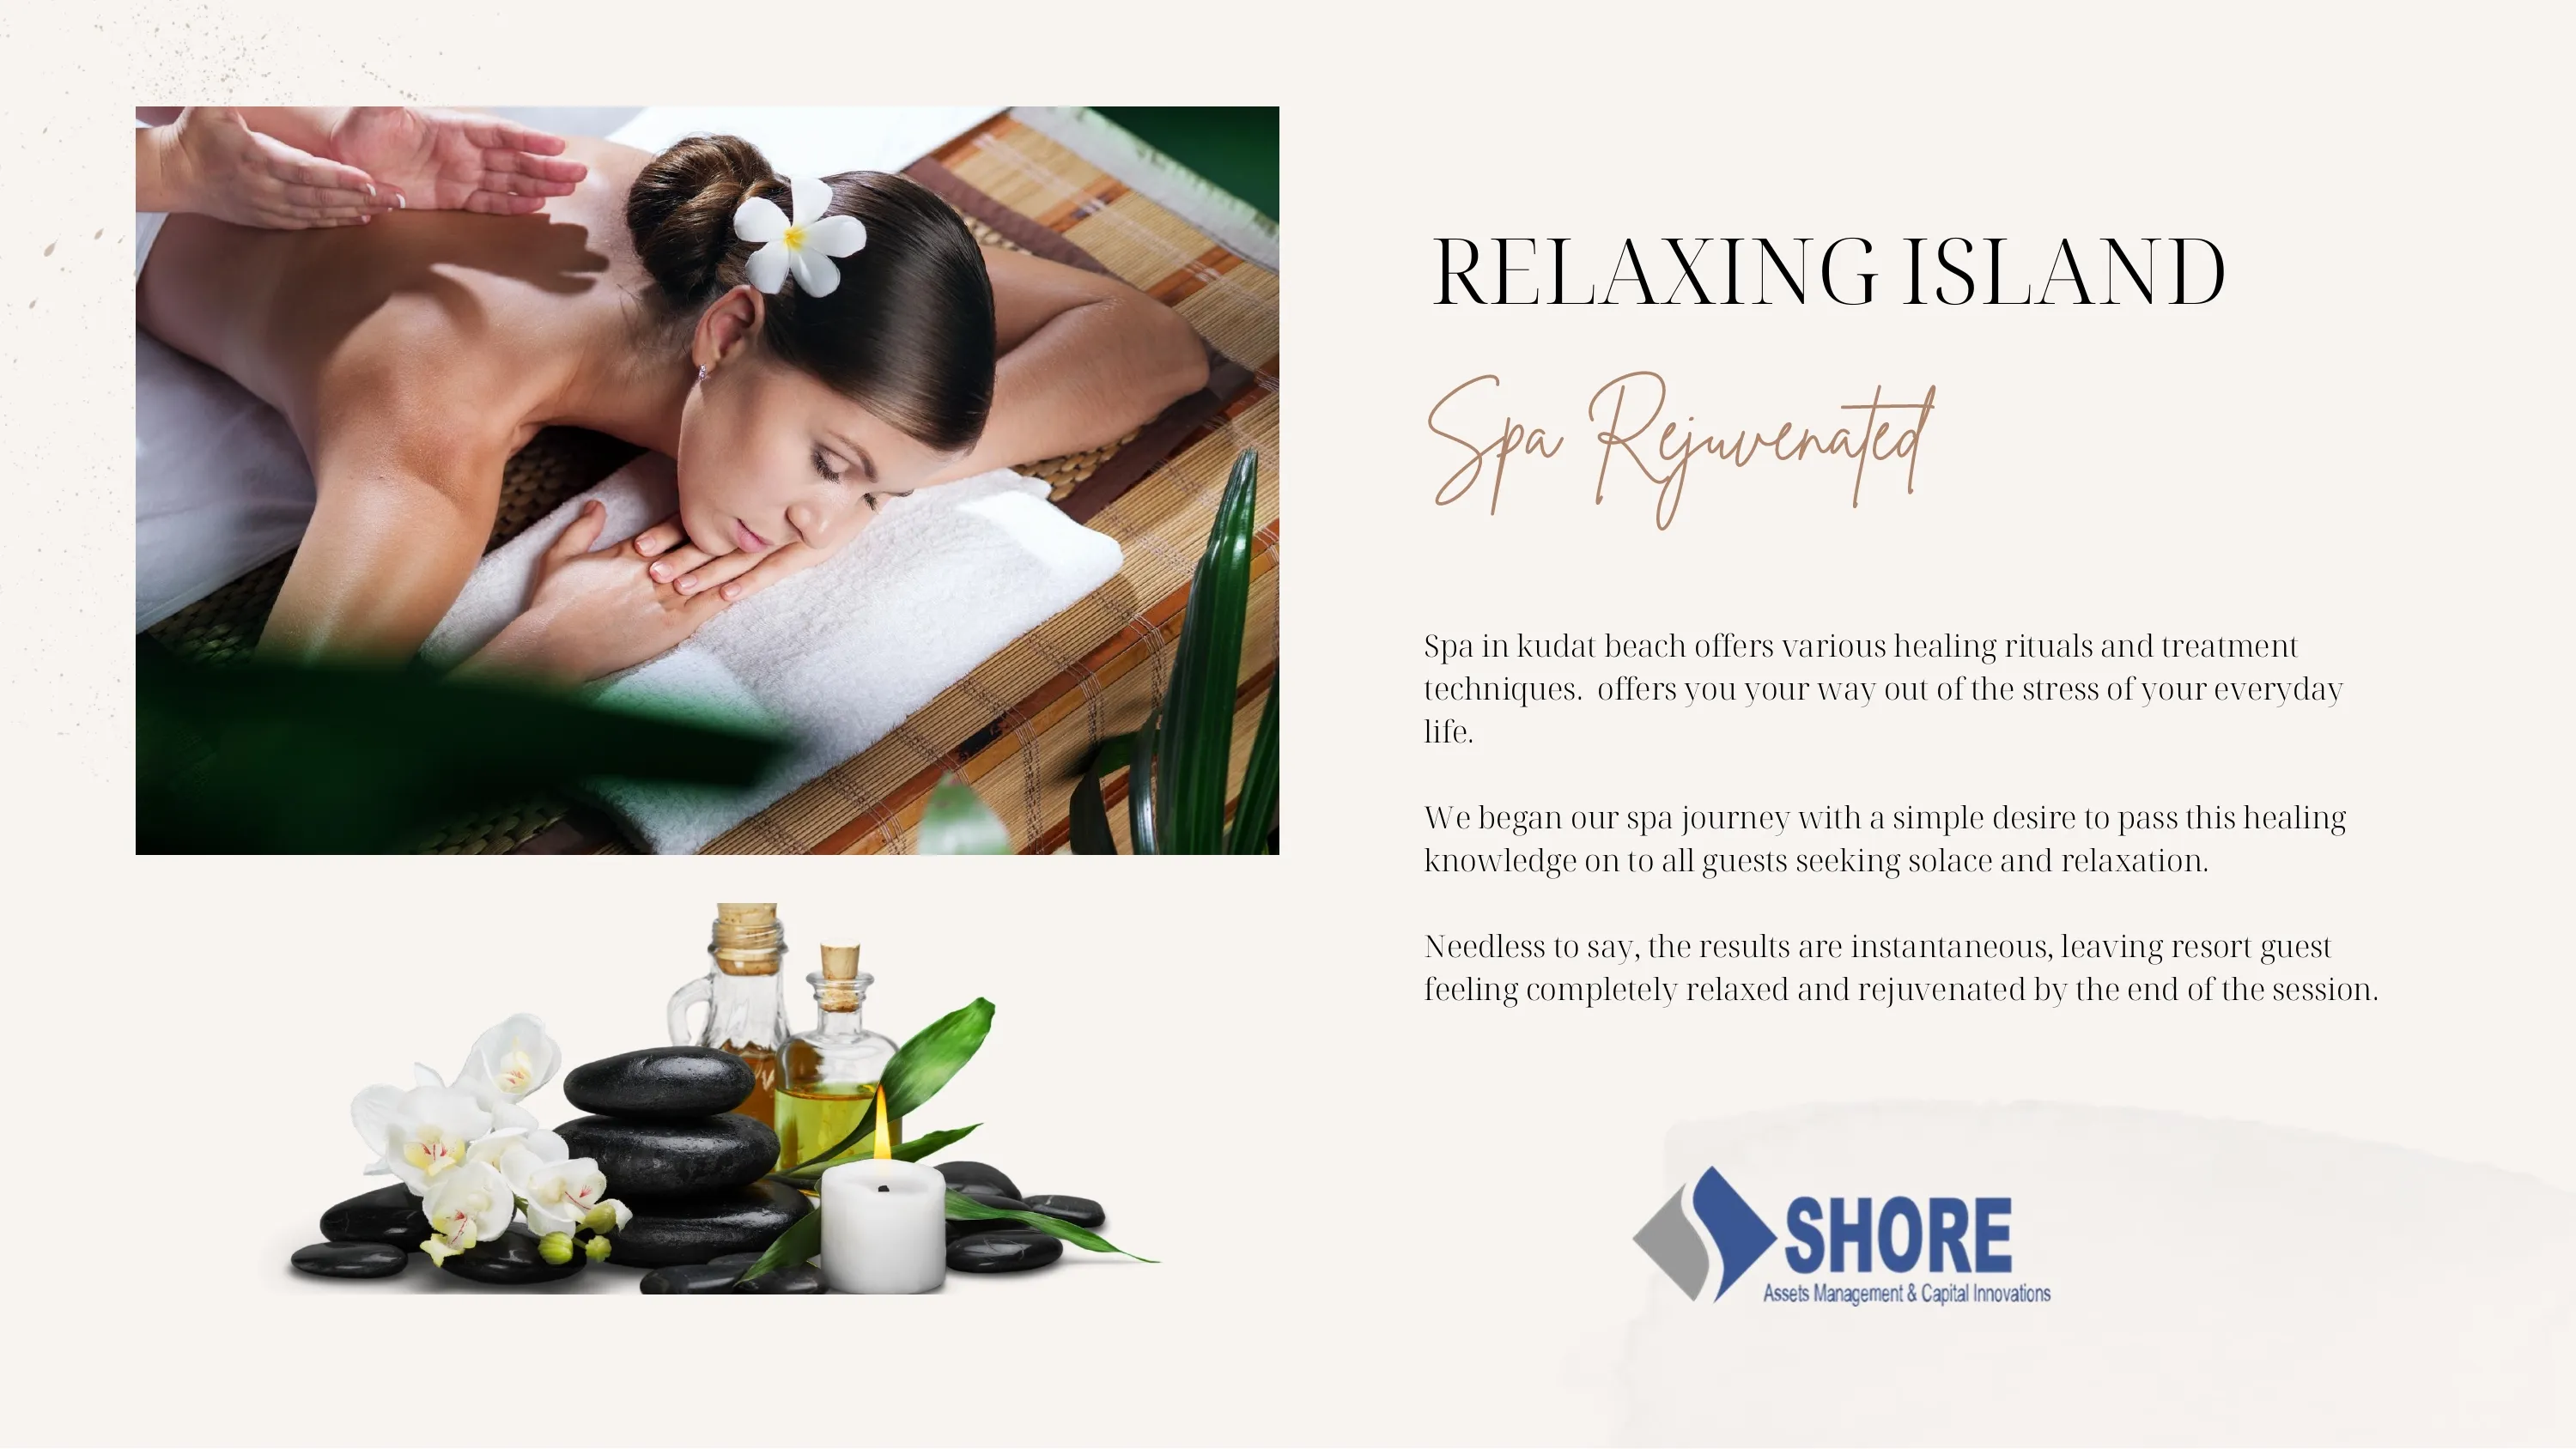 RELAXING ISLAND
Spa Rejuvenated
Spa in kudat beach offers various healing rituals and treatment
techniques.  offers you your way out of the stress of your everyday
life.
We began our spa journey with a simple desire to pass this healing
knowledge on to all guests seeking solace and relaxation.
Needless to say, the results are instantaneous, leaving resort guest
feeling completely relaxed and rejuvenated by the end of the session.
SHORE
Assets Management & Capital Innovations